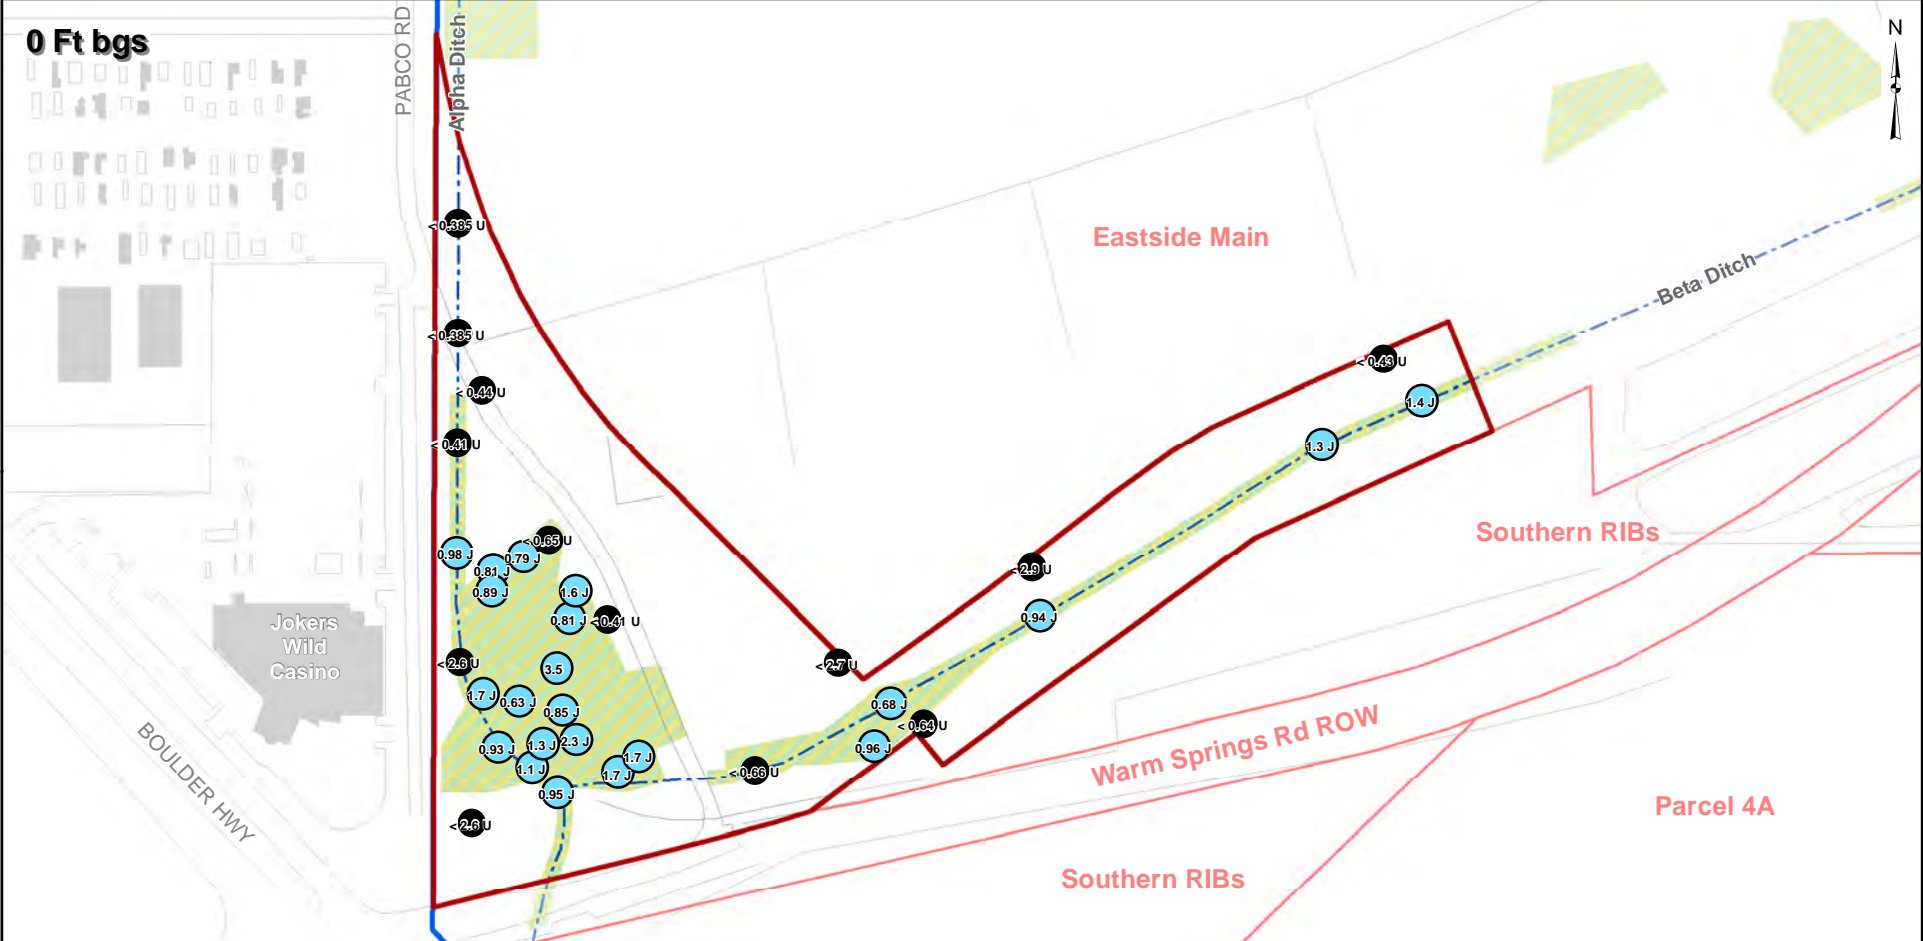 0 Ft bgs
PABCO RD
Alpha Ditch
N
< 0.385 U
Eastside Main
Beta Ditch
< 0.385 U
< 0.43 U
< 0.44 U
1.4 J
< 0.41 U
1.3 J
Southern RIBs
< 0.65 U
0.98 J
0.79 J
0.81 J
< 2.9 U
0.89 J
1.6 J
0.94 J
0.81 J
< 0.41 U
Jokers
Wild
Casino
< 2.6 U
3.5
< 2.7 U
1.7 J
0.63 J
0.68 J
0.85 J
< 0.64 U
Warm Springs Rd ROW
0.93 J
1.3 J
2.3 J
0.96 J
1.7 J
1.1 J
1.7 J
< 0.66 U
BOULDER HWY
0.95 J
Parcel 4A
< 2.6 U
Southern RIBs